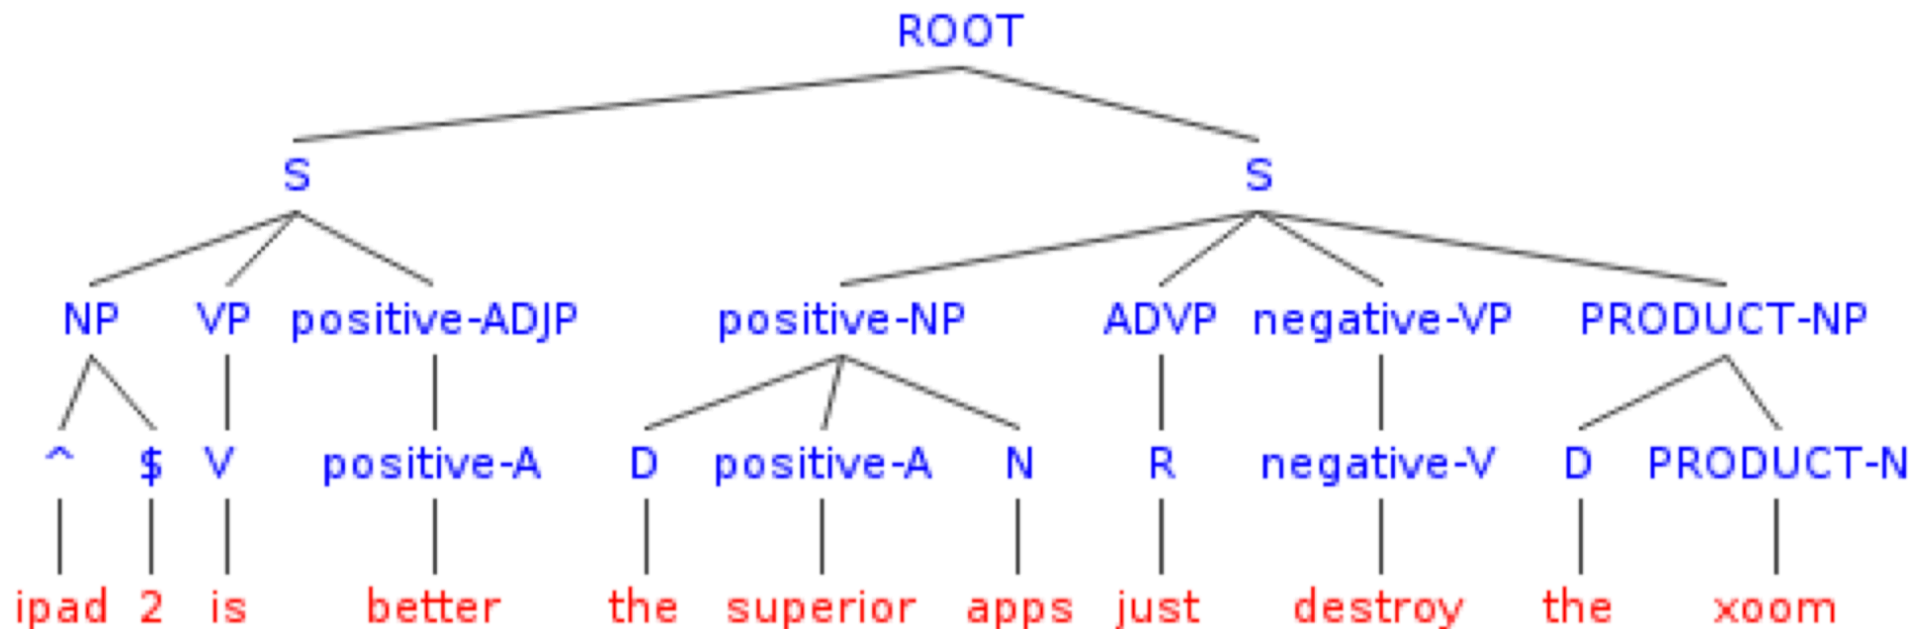 ROOT
S S
NP VP positive-ADJP positive-NP ADVP negative-VP PRODUCT-NP
^ $ V positive-A D positive-A N R negative-V D PRODUCT-N
ipad 2 is better the superior apps just destroy the xoom